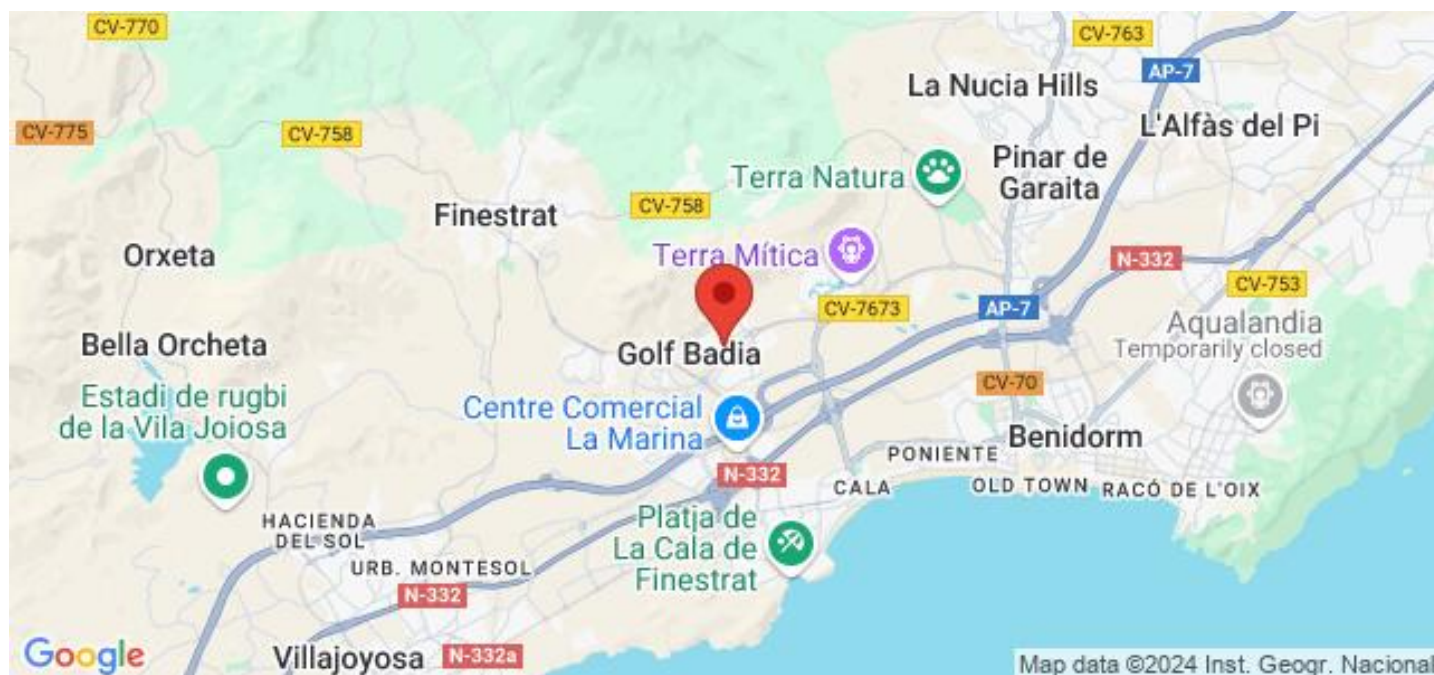 CV-770
CV-763
AP-7
La Nucia Hills
CV-775
CV-758
L'Alfàs del Pi
Pinar de
Garaita
Terra Natura
CV-758
Finestrat
Orxeta
Terra Mítica
N-332
CV-753
CV-7673
AP-7
Aqualandia
Temporarily closed
Bella Orcheta
Golf Badia
Estadi de rugbi
de la Vila Joiosa
CV-70
Centre Comercial
La Marina
Benidorm
PONIENTE
N-332
CALA
OLD TOWN
RACÓ DE L'OIX
HACIENDA
DEL SOL
Platja de
La Cala de
Finestrat
URB. MONTESOL
N-332
Google
Villajoyosa
N-332a
Map data ©2024 Inst. Geogr. Nacional